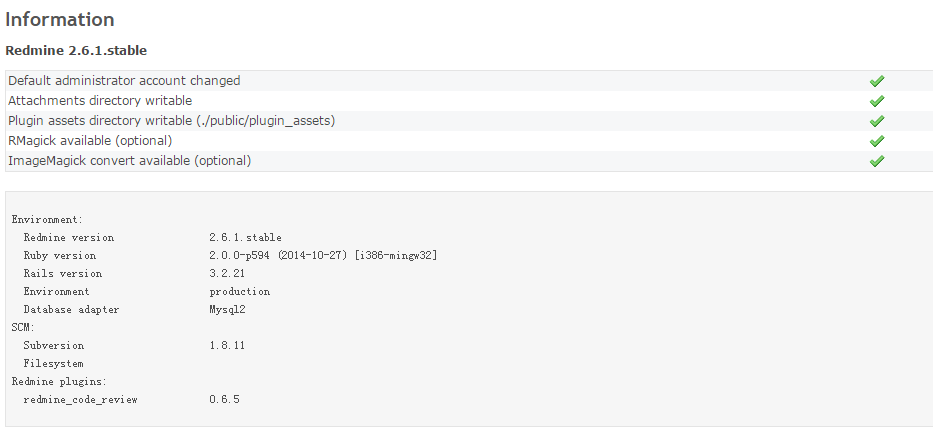 Information
Redmine 2.6.1.stable
Default administrator account changed
Attachments directory writable
Plugin assets directory writable (./public/plugin_assets)
RMagick available (optional)
ImageMagick convert available (optional)
Environment:
Redmine version 2.6.1.stable
Ruby version 2.0.0-p594 (2014-10-27) [i386-mingw32]
Rails version 3.2.21
Environment production
Database adapter Mysql2
SCM:
Subversion 1.8.11
Filesystem
Redmine plugins:
redmine_code_review 0.6.5